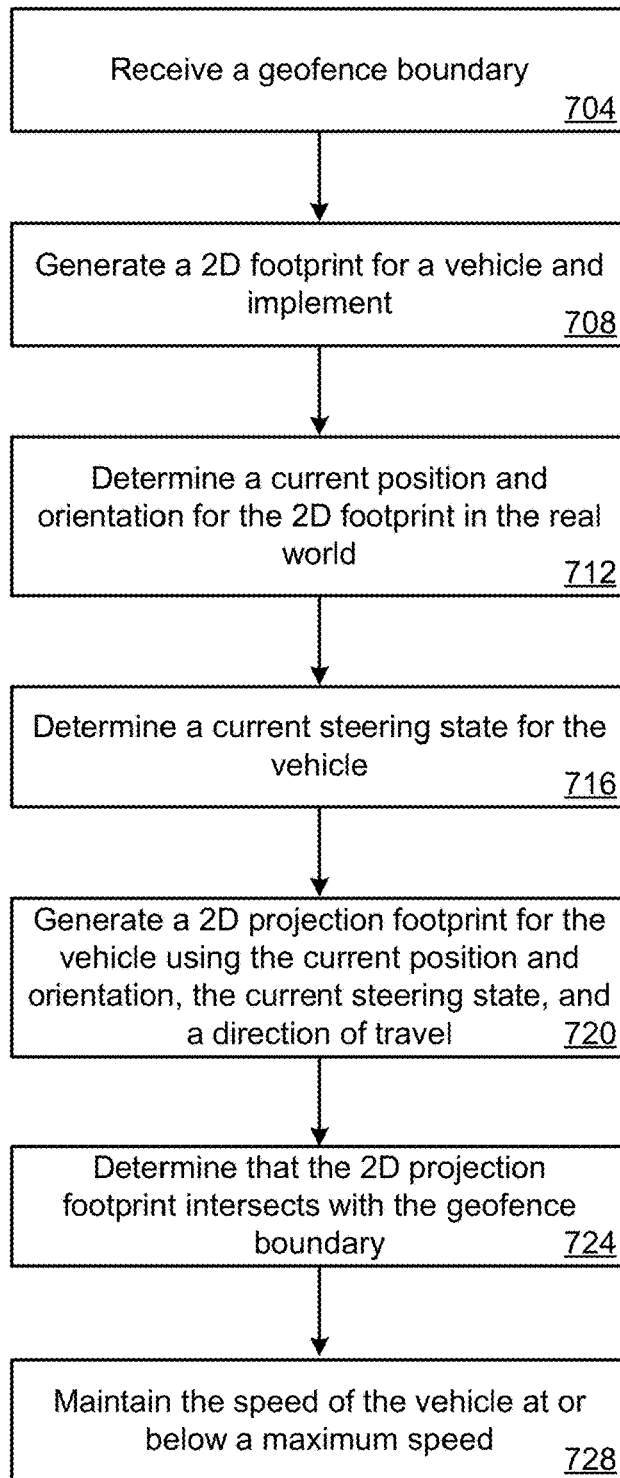 Receive a geofence boundary
704
Generate a 2D footprint for a vehicle and
implement
708
Determine a current position and
orientation for the 2D footprint in the real
world
712
Determine a current steering state for the
vehicle
716
Generate a 2D projection footprint for the
vehicle using the current position and
orientation, the current steering state, and
a direction of travel
720
Determine that the 2D projection
footprint intersects with the geofence
boundary
724
Maintain the speed of the vehicle at or
below a maximum speed
728